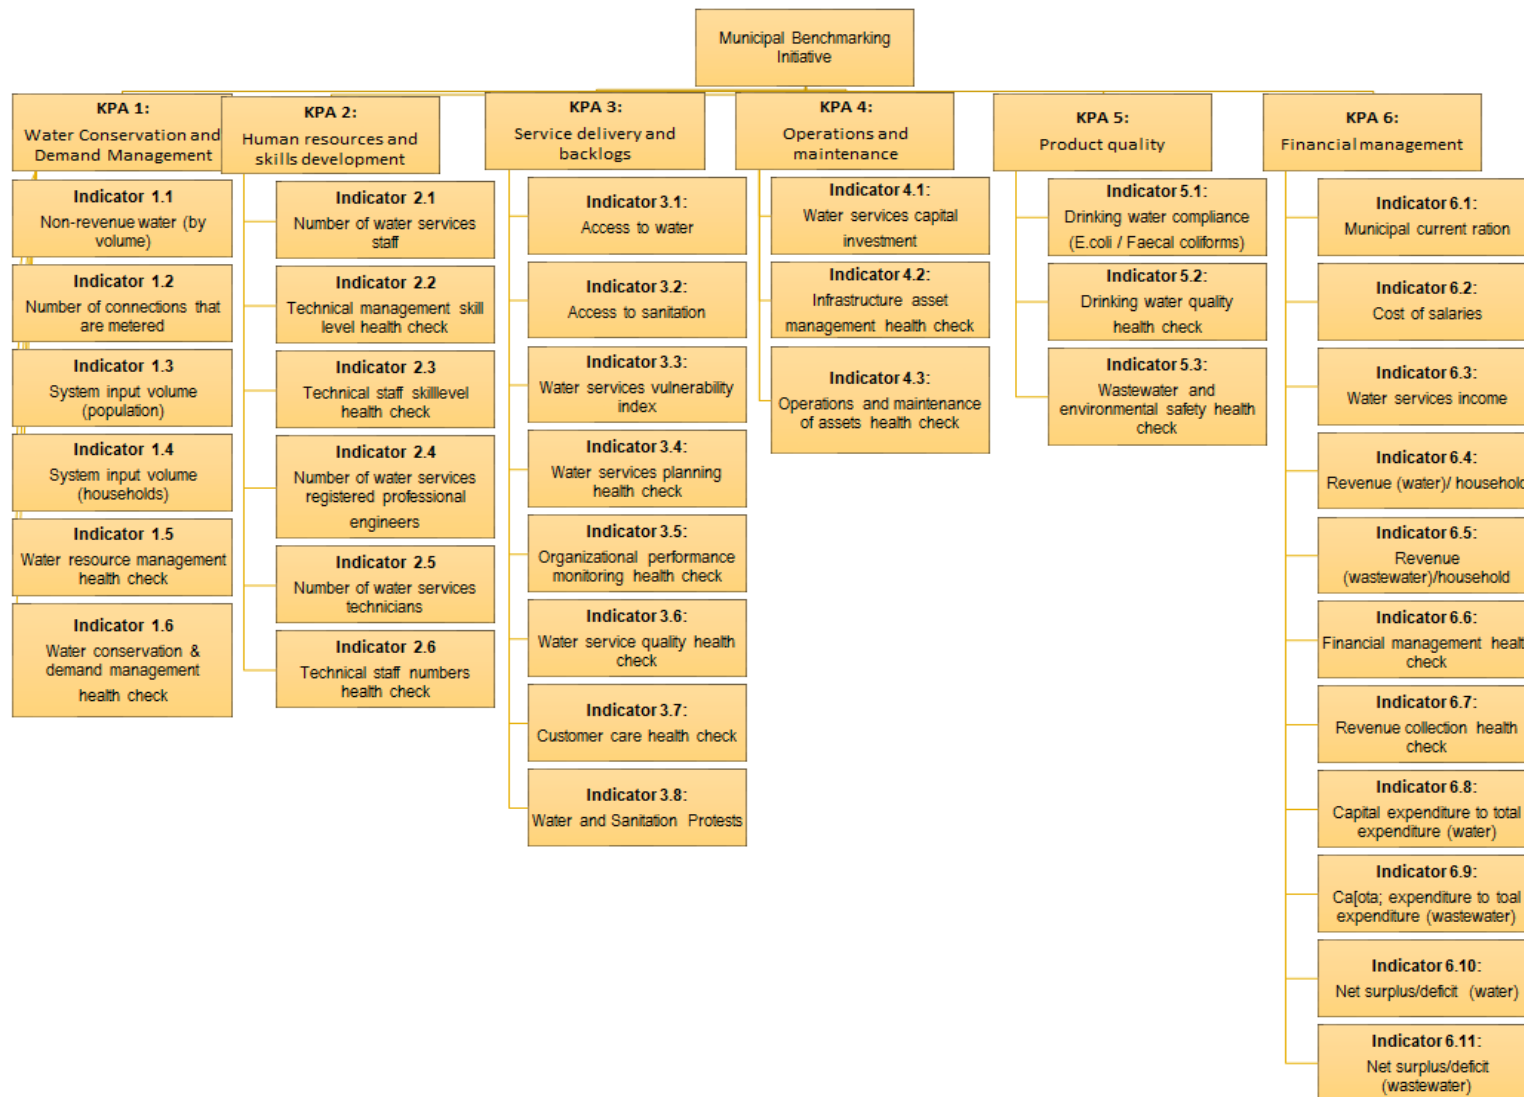 Municipal Benchmarking
Initiative
KPA 1:
Water Conservation and
Demand Management
Indicator 1.1
Non-revenue water (by
volume)
Indicator 1.2
Number of connections that
are metered
Indicator 1.3
System input volume
(population)
Indicator 1.4
System input volume
(households)
Indicator 1.5
Water resource management
health check
Indicator 1.6
Water conservation &
demand management
health check
KPA 2:
Human resources and
skills development
Indicator 2.1
Number of water services
staff
Indicator 2.2
Technical management skill
level health check
Indicator 2.3
Technical staff skilllevel
health check
Indicator 2.4
Number of water services
registered professional
engineers
Indicator 2.5
Number of water services
technicians
Indicator 2.6
Technical staff numbers
health check
KPA 3:
Service delivery and
backlogs
Indicator 3.1:
Access to water
Indicator 3.2:
Access to sanitation
Indicator 3.3:
Water services vulnerability
index
Indicator 3.4:
Water services planning
health check
Indicator 3.5:
Organizational performance
monitoring health check
Indicator 3.6:
Water service quality health
check
Indicator 3.7:
Customer care health check
Indicator 3.8:
Water and Sanitation Protests
KPA 4:
Operations and
maintenance
Indicator 4.1:
Water services capital
investment
Indicator 4.2:
Infrastructure asset
management health check
Indicator 4.3:
Operations and maintenance
of assets health check
KPA 5:
Product quality
Indicator 5.1:
Drinking water compliance
(E.coli / Faecal coliforms)
Indicator 5.2:
Drinking water quality
health check
Indicator 5.3:
Wastewater and
environmental safety health
check
KPA 6:
Financial management
Indicator 6.1:
Municipal current ration
Indicator 6.2:
Cost of salaries
Indicator 6.3:
Water services income
Indicator 6.4:
Revenue (water)/ household
Indicator 6.5:
Revenue
(wastewater)/household
Indicator 6.6:
Financial management health
check
Indicator 6.7:
Revenue collection health
check
Indicator 6.8:
Capital expenditure to total
expenditure (water)
Indicator 6.9:
Ca[ota; expenditure to toal
expenditure (wastewater)
Indicator 6.10:
Net surplus/deficit (water)
Indicator 6.11:
Net surplus/deficit
(wastewater)